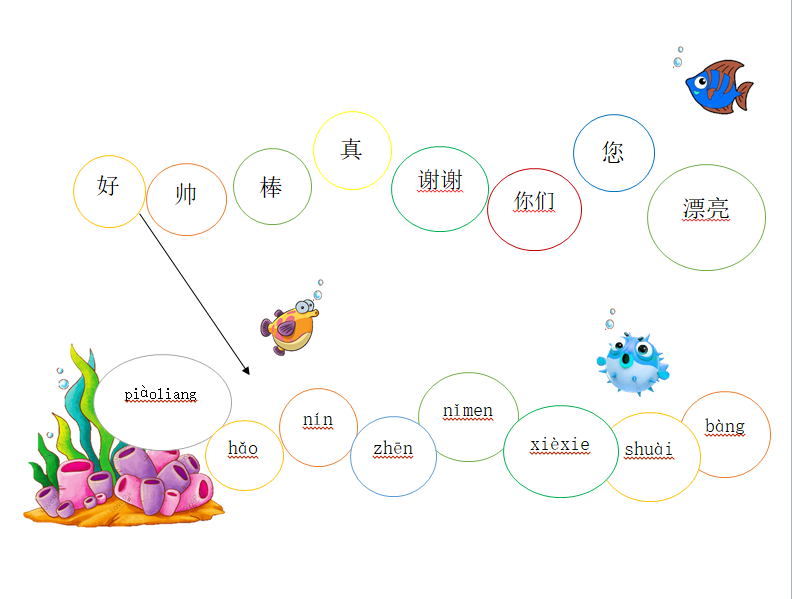 好
帅
棒
真
谢谢
你们
您
漂亮
piàoliang
hǎo
nín
zhēn
nǐmen
xièxie
shuài
bàng